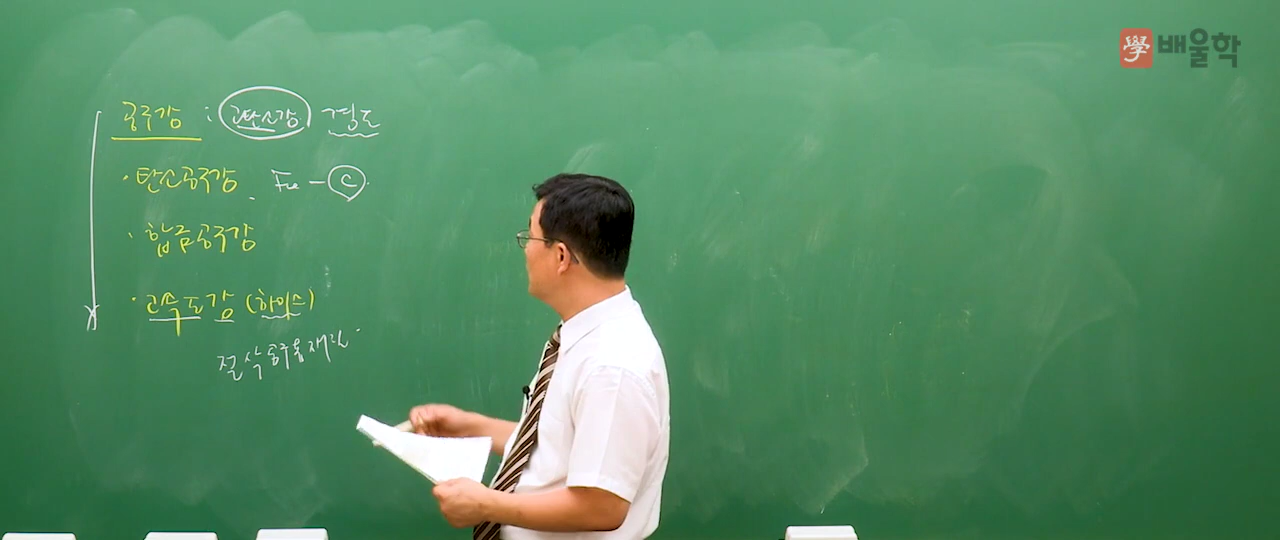 공구강 : 고탄소강 경도
· 탄소공구강 Fe - C
· 합금공구강
· 고속도강 (하이스)
절삭공구용재료
學 배울학